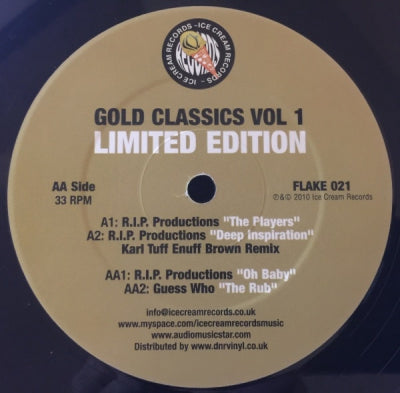 ICE CREAM RECORDS - ICE CREAM RECORDS -
RECORDS
GOLD CLASSICS VOL 1
LIMITED EDITION
AA Side
33 RPM
FLAKE 021
℗&© 2010 Ice Cream Records
A1: R.I.P. Productions "The Players"
A2: R.I.P. Productions "Deep Inspiration"
Karl Tuff Enuff Brown Remix
AA1: R.I.P. Productions "Oh Baby"
AA2: Guess Who "The Rub"
info@icecreamrecords.co.uk
www.myspace.com/icecreamrecordsmusic
www.audiomusicstar.com
Distributed by www.dnrvinyl.co.uk